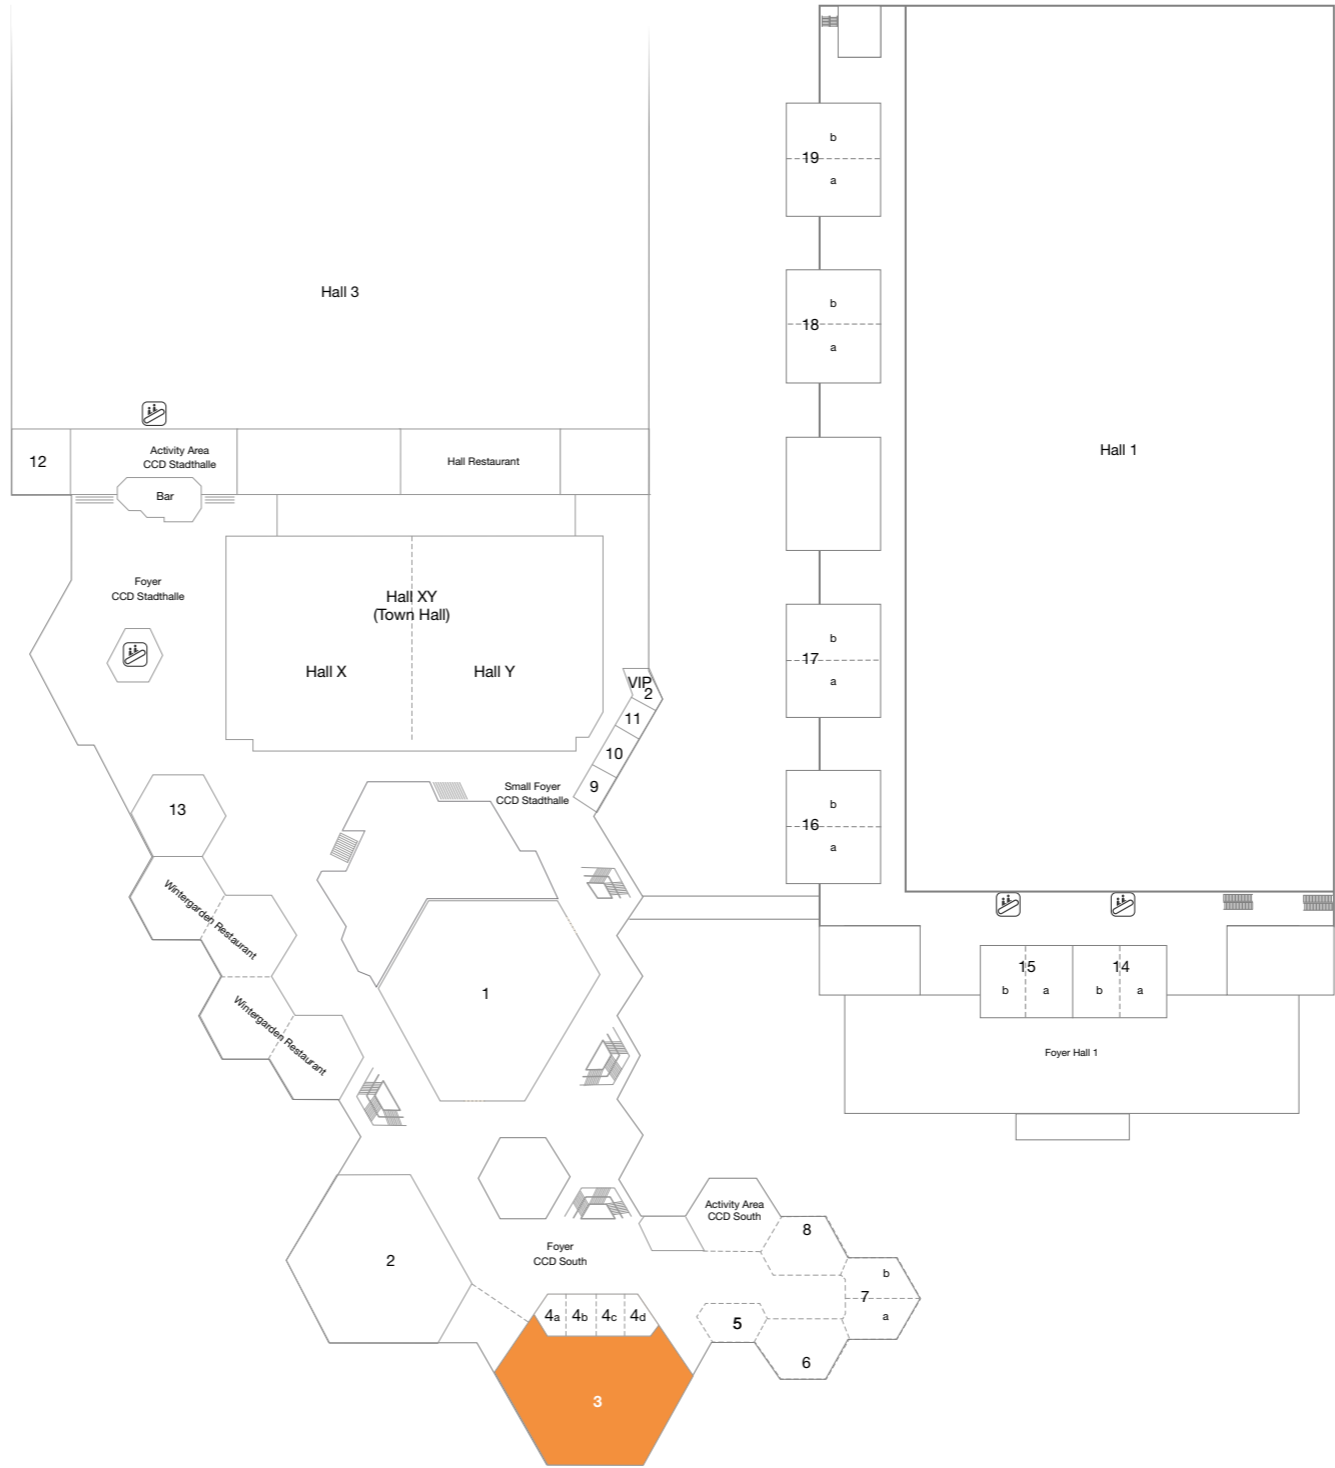 b
19
a
Hall 3
b
18
a
Hall 1
12
Activity Area
CCD Stadthalle
Hall Restaurant
Bar
Foyer
CCD Stadthalle
Hall XY
(Town Hall)
Hall X
Hall Y
b
17
a
VIP
2
11
10
9
Small Foyer
CCD Stadthalle
13
b
16
a
Wintergarden Restaurant
Wintergarden Restaurant
1
15
14
b
a
b
a
Foyer Hall 1
Activity Area
CCD South
8
2
Foyer
CCD South
b
7
a
4a
4b
4c
4d
5
6
3